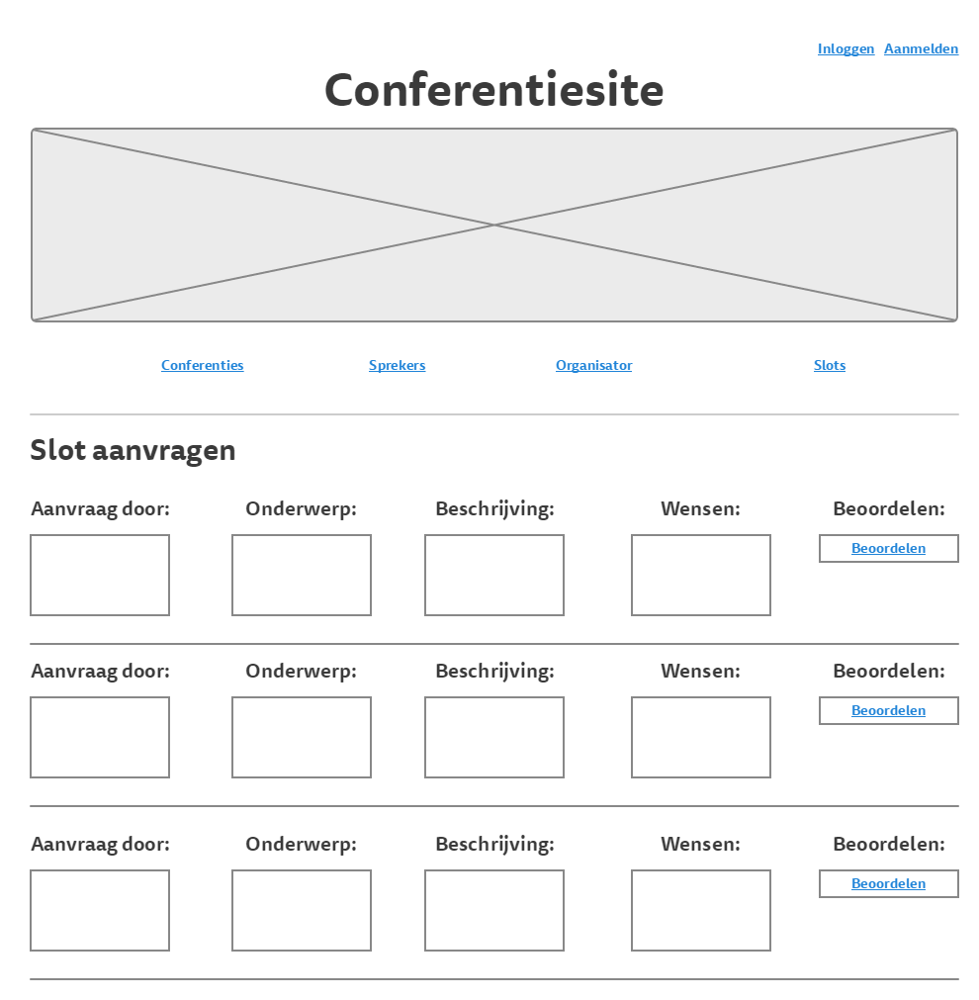 Inloggen Aanmelden
Conferentiesite
Conferenties Sprekers Organisator Slots
Slot aanvragen
Aanvraag door: Onderwerp: Beschrijving: Wensen: Beoordelen:
Beoordelen
Aanvraag door: Onderwerp: Beschrijving: Wensen: Beoordelen:
Beoordelen
Aanvraag door: Onderwerp: Beschrijving: Wensen: Beoordelen:
Beoordelen